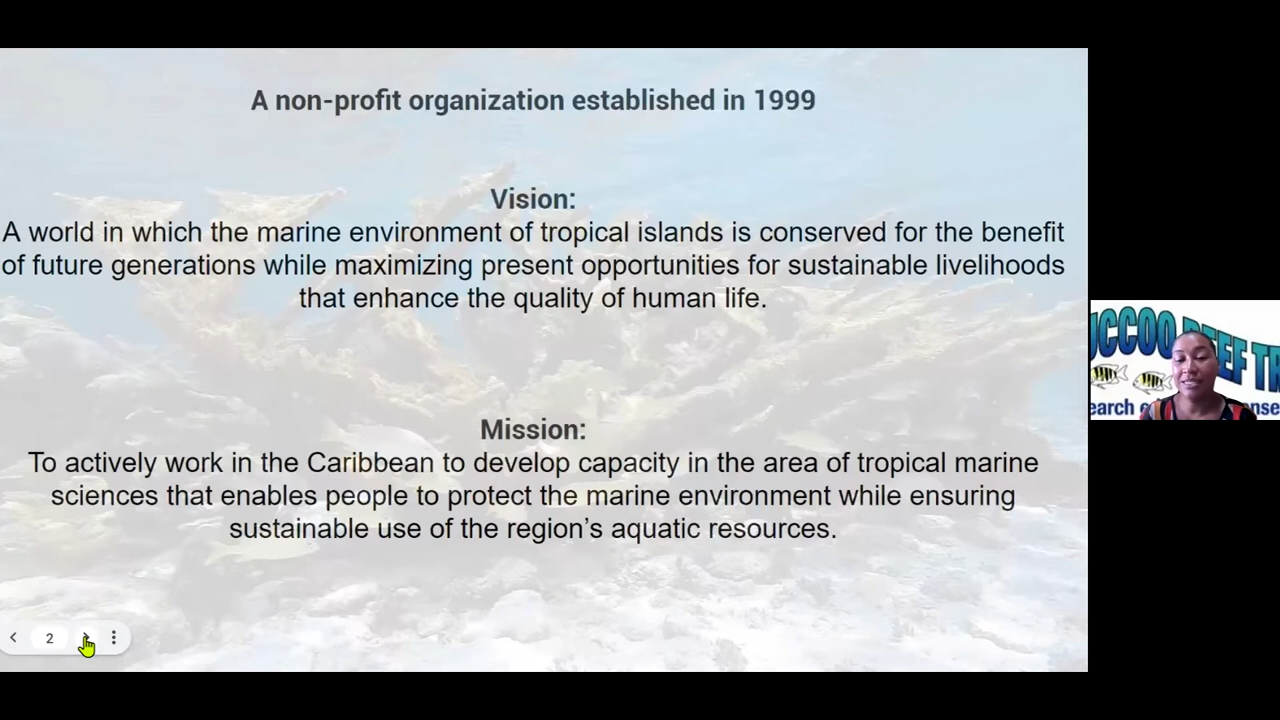 A non-profit organization established in 1999
Vision:
A world in which the marine environment of tropical islands is conserved for the benefit
of future generations while maximizing present opportunities for sustainable livelihoods
that enhance the quality of human life.
Mission:
To actively work in the Caribbean to develop capacity in the area of tropical marine
sciences that enables people to protect the marine environment while ensuring
sustainable use of the region’s aquatic resources.
2